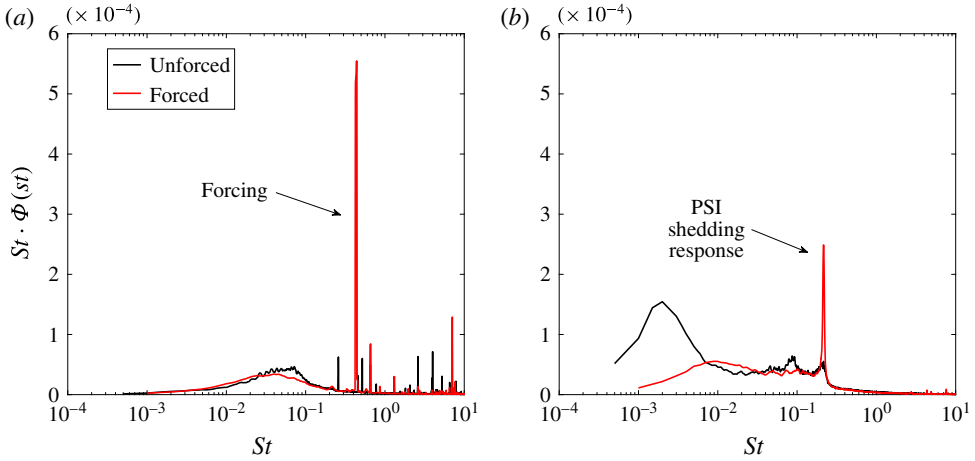 (a) (× 10⁻⁴) (b) (× 10⁻⁴)
6
5
4
3
2
1
0
St · Φ(st)
Unforced
Forced
Forcing
10⁻⁴ 10⁻³ 10⁻² 10⁻¹ 10⁰ 10¹
St
6
5
4
3
2
1
0
PSI
shedding
response
10⁻⁴ 10⁻³ 10⁻² 10⁻¹ 10⁰ 10¹
St